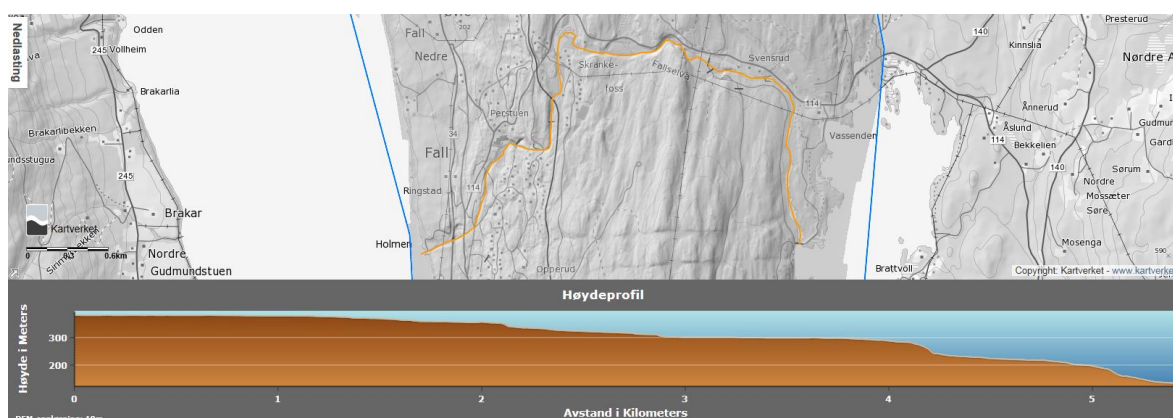 Nedlasting
Odden
245
Vollheim
Brakarlia
Brakarlibekken
ndsstugua
245
Brakar
Kartverket
Nordre
Gudmundstuen
0.6km
202
Fall
Nedre
Skranke-
foss
Fallselva
Svensrud
Perstuen
34
Fall
114
Vassenden
Ringstad
114
Holmen
Opperud
140
Kinnslia
Presterud
Nordre A
Ånnerud
Åslund
Gudmund
114
Bekkelien
Gard
140
Sørum
Nordre
Mossæter
Søre
Mosenga
590
Brattvoll
Copyright: Kartverket - www.kartverke
Høydeprofil
Høyde i Meters
300
200
0 1 2 3 4 5
Avstand i Kilometers